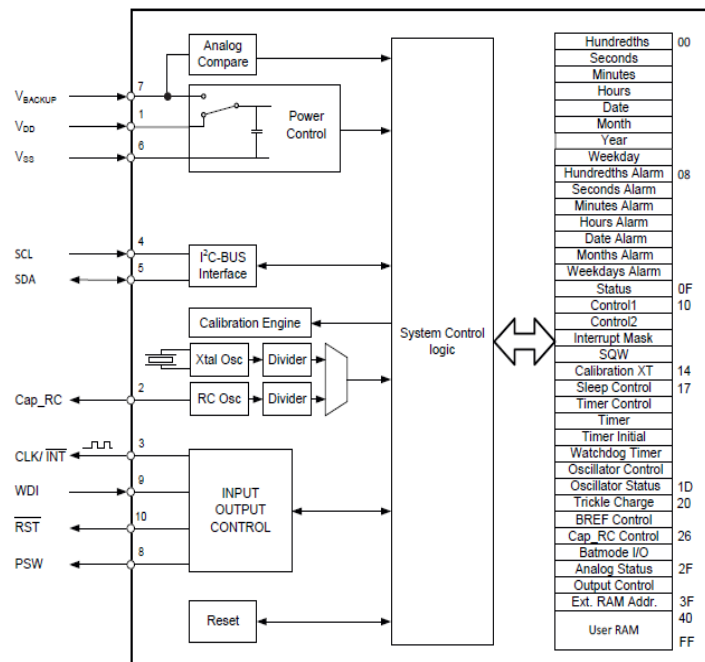 Analog
Compare
Power
Control
7
V_BACKUP
1
V_DD
6
V_SS
4
SCL
5
SDA
I²C-BUS
Interface
Calibration Engine
Xtal Osc
Divider
RC Osc
Divider
2
Cap_RC
3
CLK/ INT
9
WDI
10
RST
8
PSW
INPUT
OUTPUT
CONTROL
Reset
System Control
logic
Hundredths 00
Seconds
Minutes
Hours
Date
Month
Year
Weekday
Hundredths Alarm 08
Seconds Alarm
Minutes Alarm
Hours Alarm
Date Alarm
Months Alarm
Weekdays Alarm
Status 0F
Control1 10
Control2
Interrupt Mask
SQW
Calibration XT 14
Sleep Control 17
Timer Control
Timer
Timer Initial
Watchdog Timer
Oscillator Control
Oscillator Status 1D
Trickle Charge 20
BREF Control
Cap_RC Control 26
Batmode I/O
Analog Status 2F
Output Control
Ext. RAM Addr. 3F
40
User RAM
FF